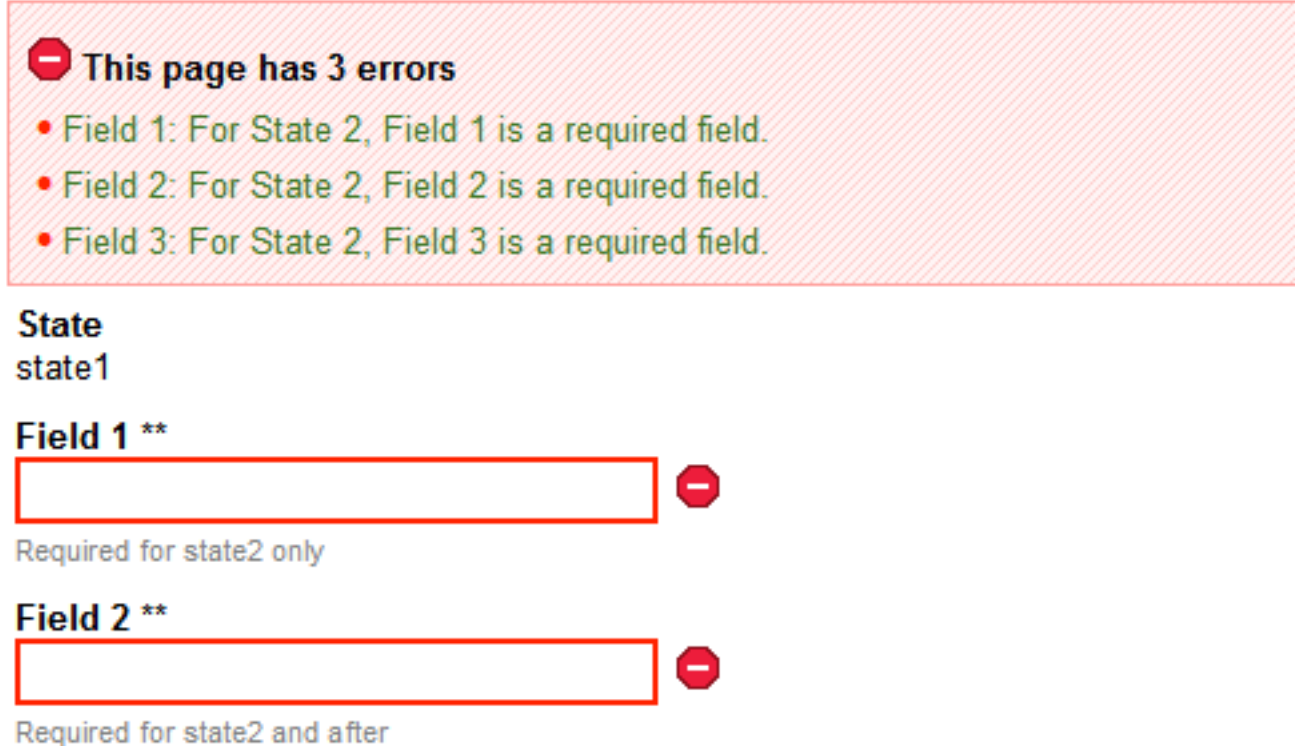 This page has 3 errors
• Field 1: For State 2, Field 1 is a required field.
• Field 2: For State 2, Field 2 is a required field.
• Field 3: For State 2, Field 3 is a required field.
State
state1
Field 1 **
Required for state2 only
Field 2 **
Required for state2 and after